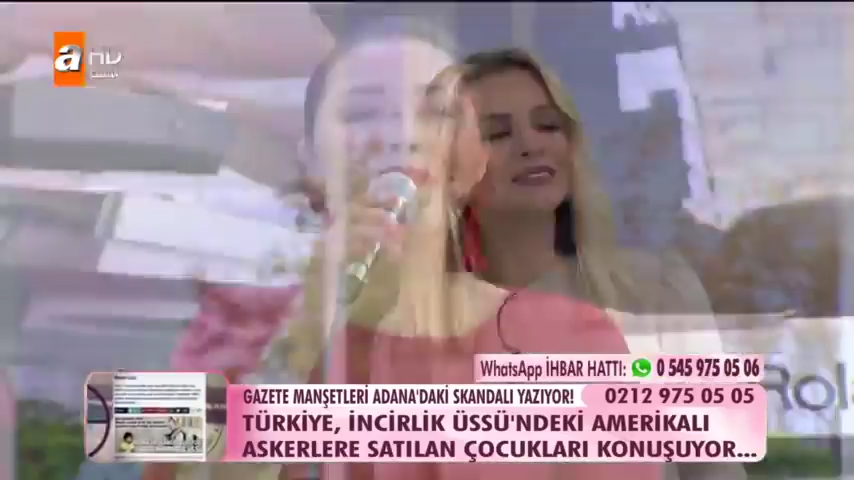 a HD
WhatsApp İHBAR HATTI: 0 545 975 05 06
GAZETE MANŞETLERİ ADANA'DAKİ SKANDALI YAZIYOR!
0212 975 05 05
TÜRKİYE, İNCİRLİK ÜSSÜ'NDEKİ AMERİKALI
ASKERLERE SATILAN ÇOCUKLARI KONUŞUYOR...
Rola